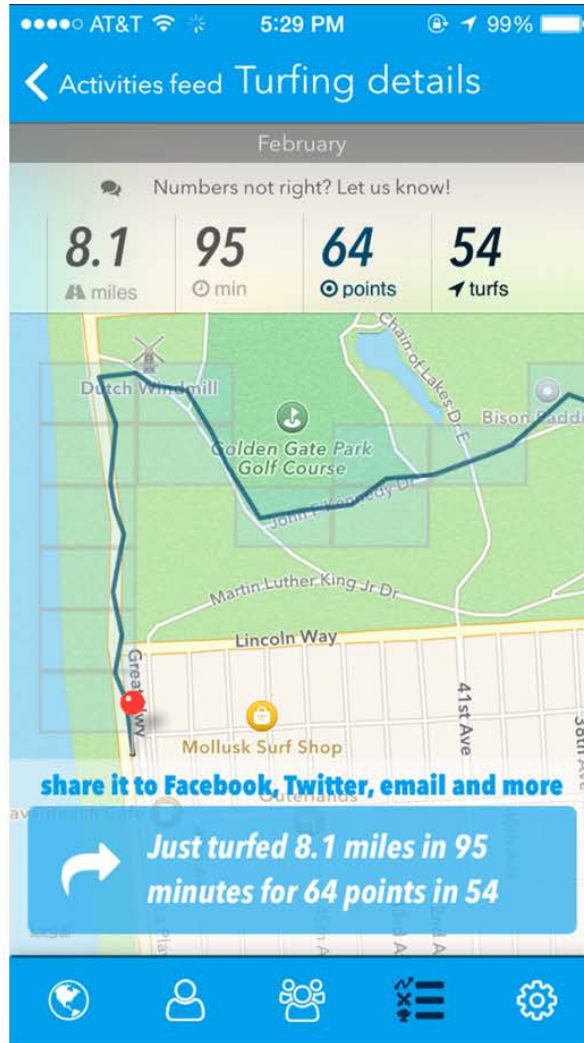 AT&T 5:29 PM 99%
Activities feed Turfing details
February
Numbers not right? Let us know!
8.1 95 64 54
miles min points turfs
Chain of Lakes Dr E
Dutch Windmill
Bison Padd
Golden Gate Park
Golf Course
John F Kennedy Dr
Martin Luther King Jr Dr
Lincoln Way
Great Hwy
41st Ave
38th Ave
Mollusk Surf Shop
share it to Facebook, Twitter, email and more
Outerlands
Just turfed 8.1 miles in 95
minutes for 64 points in 54
Legal